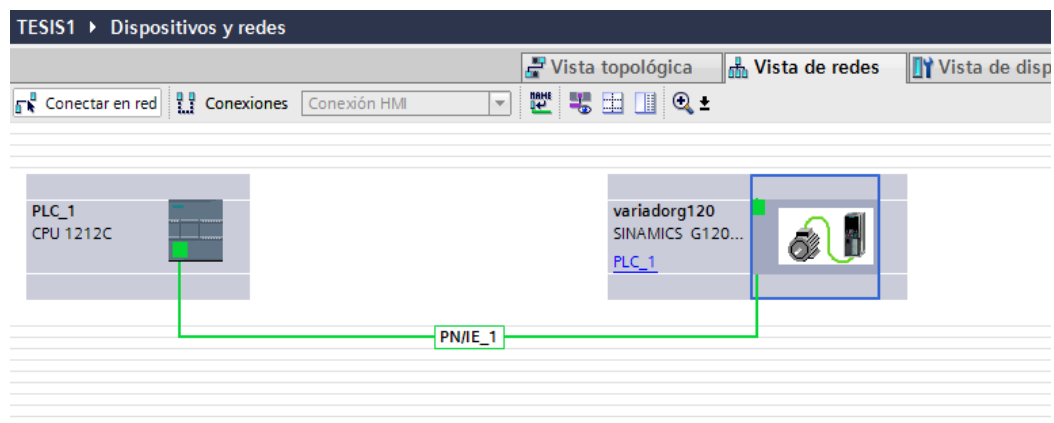 TESIS1 ▸ Dispositivos y redes
Vista topológica Vista de redes Vista de disp
Conectar en red Conexiones Conexión HMI NAME
PLC_1
CPU 1212C
variadorg120
SINAMICS G120...
PLC_1
PN/IE_1